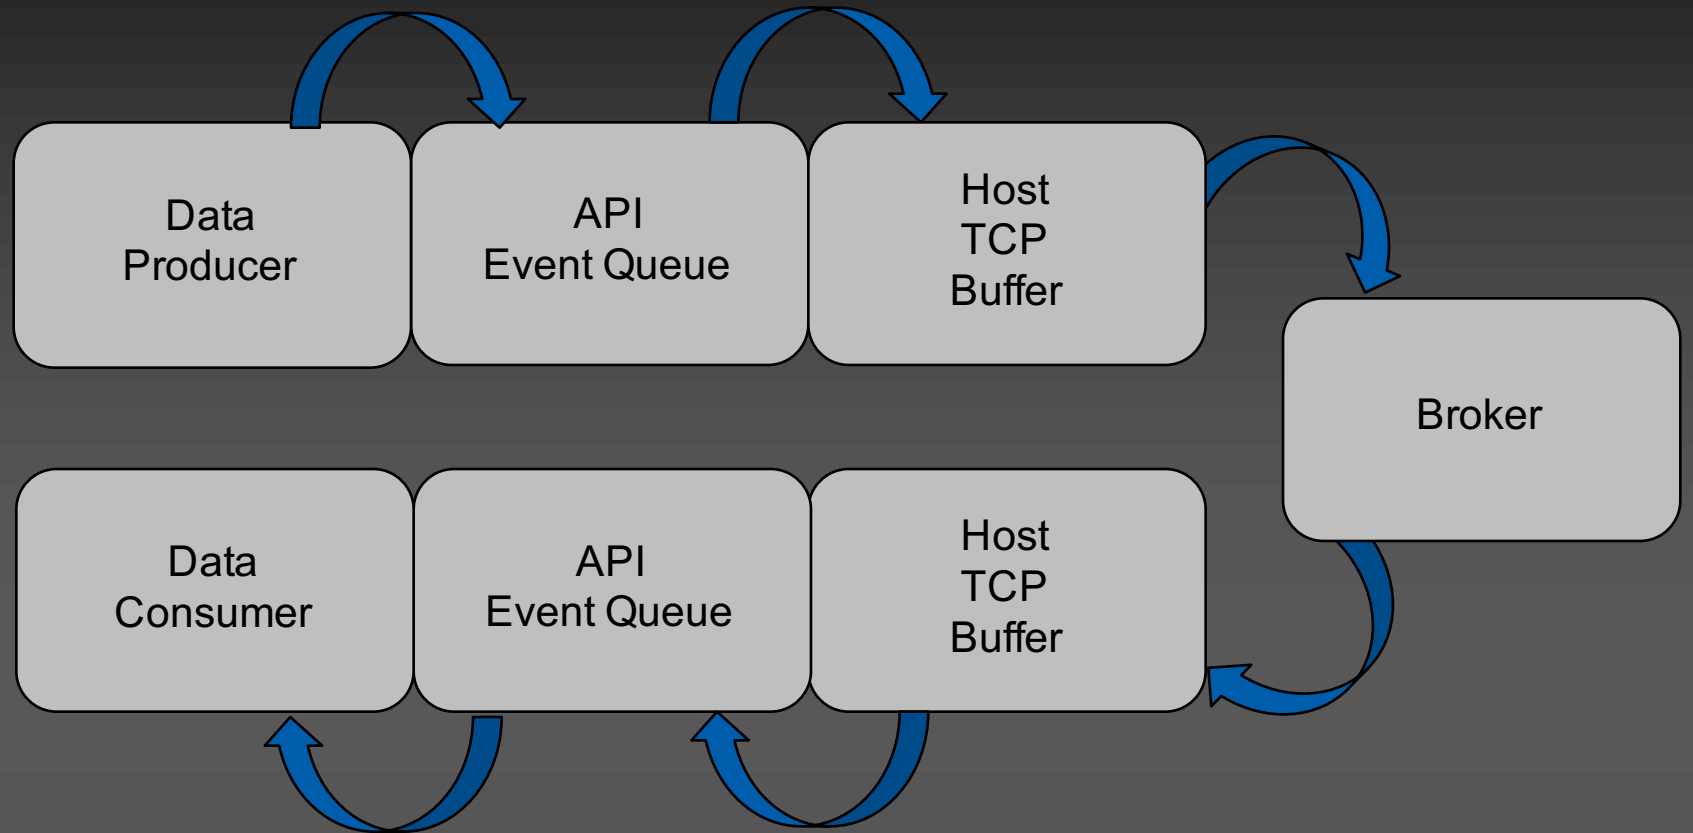 Data
Producer
API
Event Queue
Host
TCP
Buffer
Broker
Data
Consumer
API
Event Queue
Host
TCP
Buffer